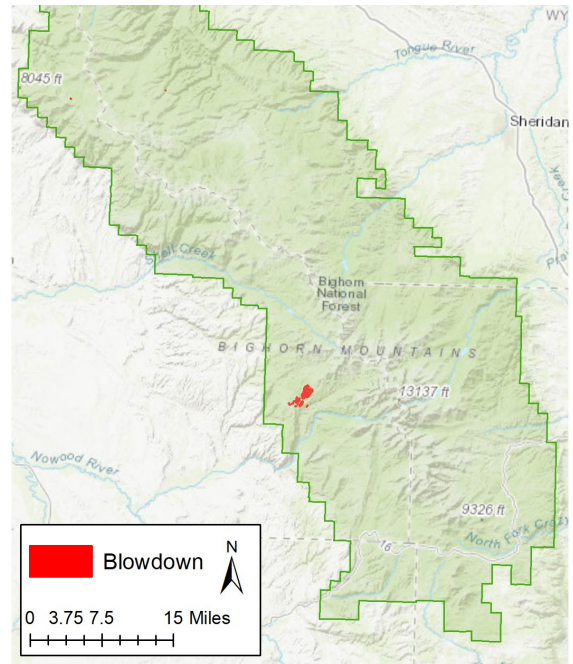 WY
Tongue River
8045 ft
Sheridan
Shell Creek
Bighorn
National
Forest
BIGHORN MOUNTAINS
13137 ft
Nowood River
9326 ft
North Fork Crazy
16
Blowdown
N
0 3.75 7.5 15 Miles